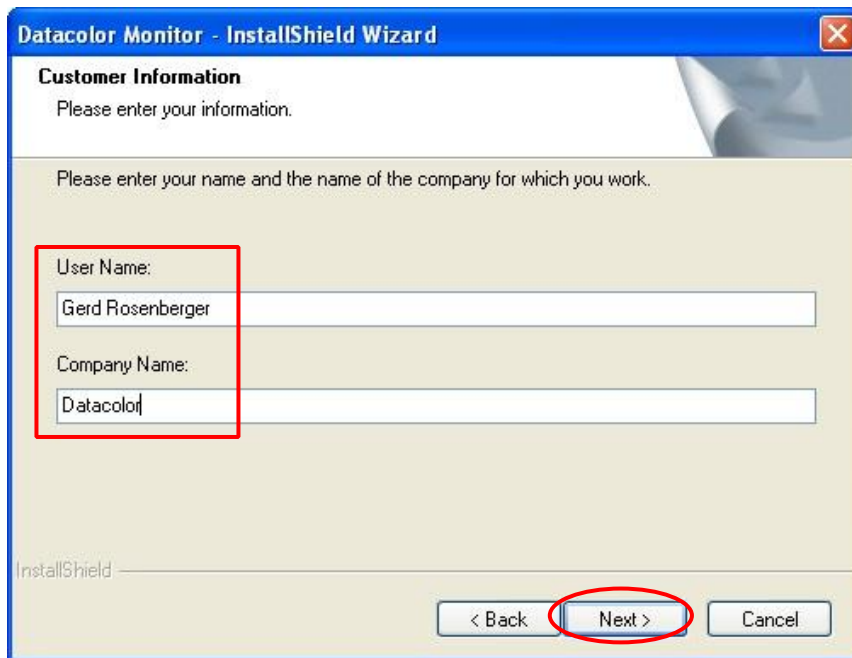 Datacolor Monitor - InstallShield Wizard
Customer Information
Please enter your information.
Please enter your name and the name of the company for which you work.
User Name:
Gerd Rosenberger
Company Name:
Datacolor
InstallShield
< Back Next > Cancel